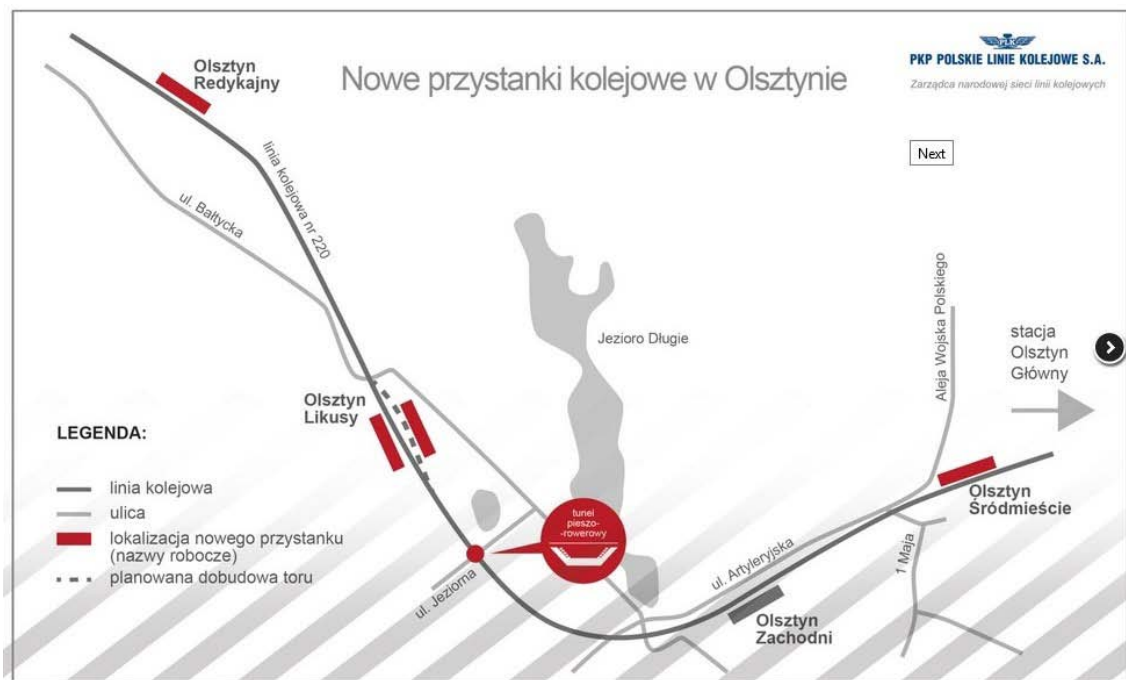 Nowe przystanki kolejowe w Olsztynie
PLK
PKP POLSKIE LINIE KOLEJOWE S.A.
Zarządca narodowej sieci linii kolejowych
Next
Olsztyn
Redykajny
linia kolejowa nr 220
ul. Bałtycka
Jezioro Długie
Aleja Wojska Polskiego
stacja
Olsztyn
Główny
Olsztyn
Likusy
LEGENDA:
linia kolejowa
ulica
lokalizacja nowego przystanku
(nazwy robocze)
planowana dobudowa toru
tunel
pieszo-
-rowerowy
ul. Jeziorna
ul. Artyleryjska
Olsztyn
Śródmieście
1 Maja
Olsztyn
Zachodni